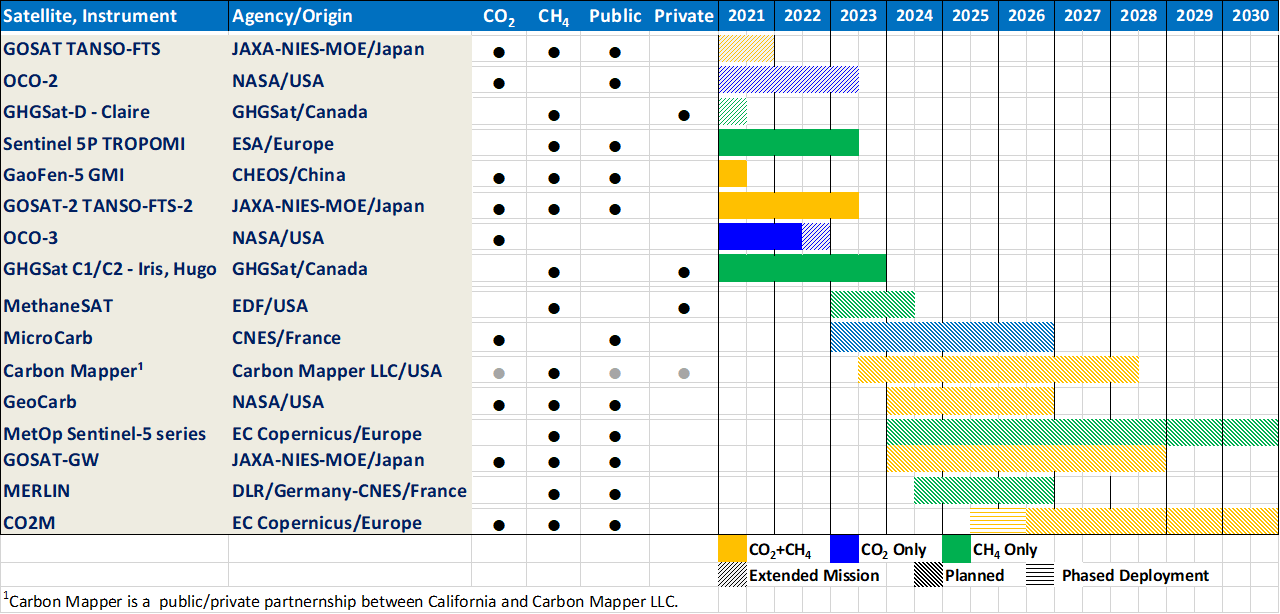 Satellite, Instrument Agency/Origin CO₂ CH₄ Public Private 2021 2022 2023 2024 2025 2026 2027 2028 2029 2030
GOSAT TANSO-FTS JAXA-NIES-MOE/Japan ● ● ●
OCO-2 NASA/USA ● ●
GHGSat-D - Claire GHGSat/Canada ● ●
Sentinel 5P TROPOMI ESA/Europe ● ●
GaoFen-5 GMI CHEOS/China ● ● ●
GOSAT-2 TANSO-FTS-2 JAXA-NIES-MOE/Japan ● ● ●
OCO-3 NASA/USA ●
GHGSat C1/C2 - Iris, Hugo GHGSat/Canada ● ●
MethaneSAT EDF/USA ● ●
MicroCarb CNES/France ● ●
Carbon Mapper¹ Carbon Mapper LLC/USA ● ● ● ●
GeoCarb NASA/USA ● ● ●
MetOp Sentinel-5 series EC Copernicus/Europe ● ●
GOSAT-GW JAXA-NIES-MOE/Japan ● ● ●
MERLIN DLR/Germany-CNES/France ● ●
CO2M EC Copernicus/Europe ● ● ●
CO₂+CH₄ CO₂ Only CH₄ Only
Extended Mission Planned Phased Deployment
¹Carbon Mapper is a public/private partnernship between California and Carbon Mapper LLC.